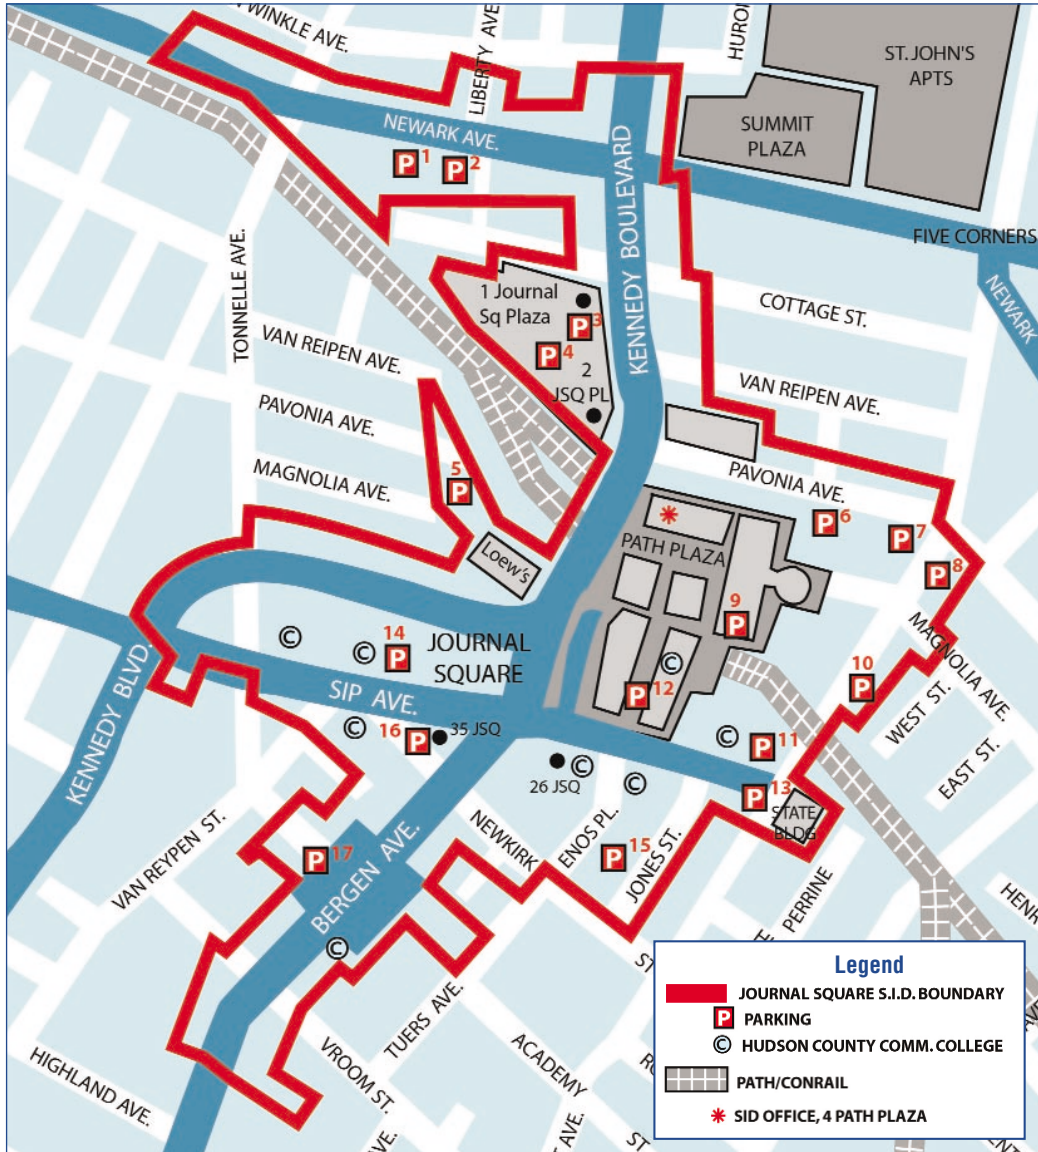 WINKLE AVE.
LIBERTY AVE.
ST. JOHN'S
APTS
SUMMIT
PLAZA
NEWARK AVE.
1
2
KENNEDY BOULEVARD
FIVE CORNERS
NEWARK
TONNELLE AVE.
1 Journal
Sq Plaza
3
4
2
JSQ PL
COTTAGE ST.
VAN REIPEN AVE.
VAN REIPEN AVE.
PAVONIA AVE.
PAVONIA AVE.
MAGNOLIA AVE.
5
Loew's
PATH PLAZA
6
7
8
9
MAGNOLIA AVE.
WEST ST.
EAST ST.
10
14
JOURNAL
SQUARE
12
SIP AVE.
KENNEDY BLVD.
16
35 JSQ
11
26 JSQ
13
STATE
BLDG
VAN REYPEN ST.
17
BERGEN AVE.
NEWKIRK
ENOS PL.
15
JONES ST.
PERRINE
ST
TUERS AVE.
VROOM ST.
ACADEMY
ST
HIGHLAND AVE.
AVE.
Legend
JOURNAL SQUARE S.I.D. BOUNDARY
P PARKING
© HUDSON COUNTY COMM. COLLEGE
PATH/CONRAIL
SID OFFICE, 4 PATH PLAZA